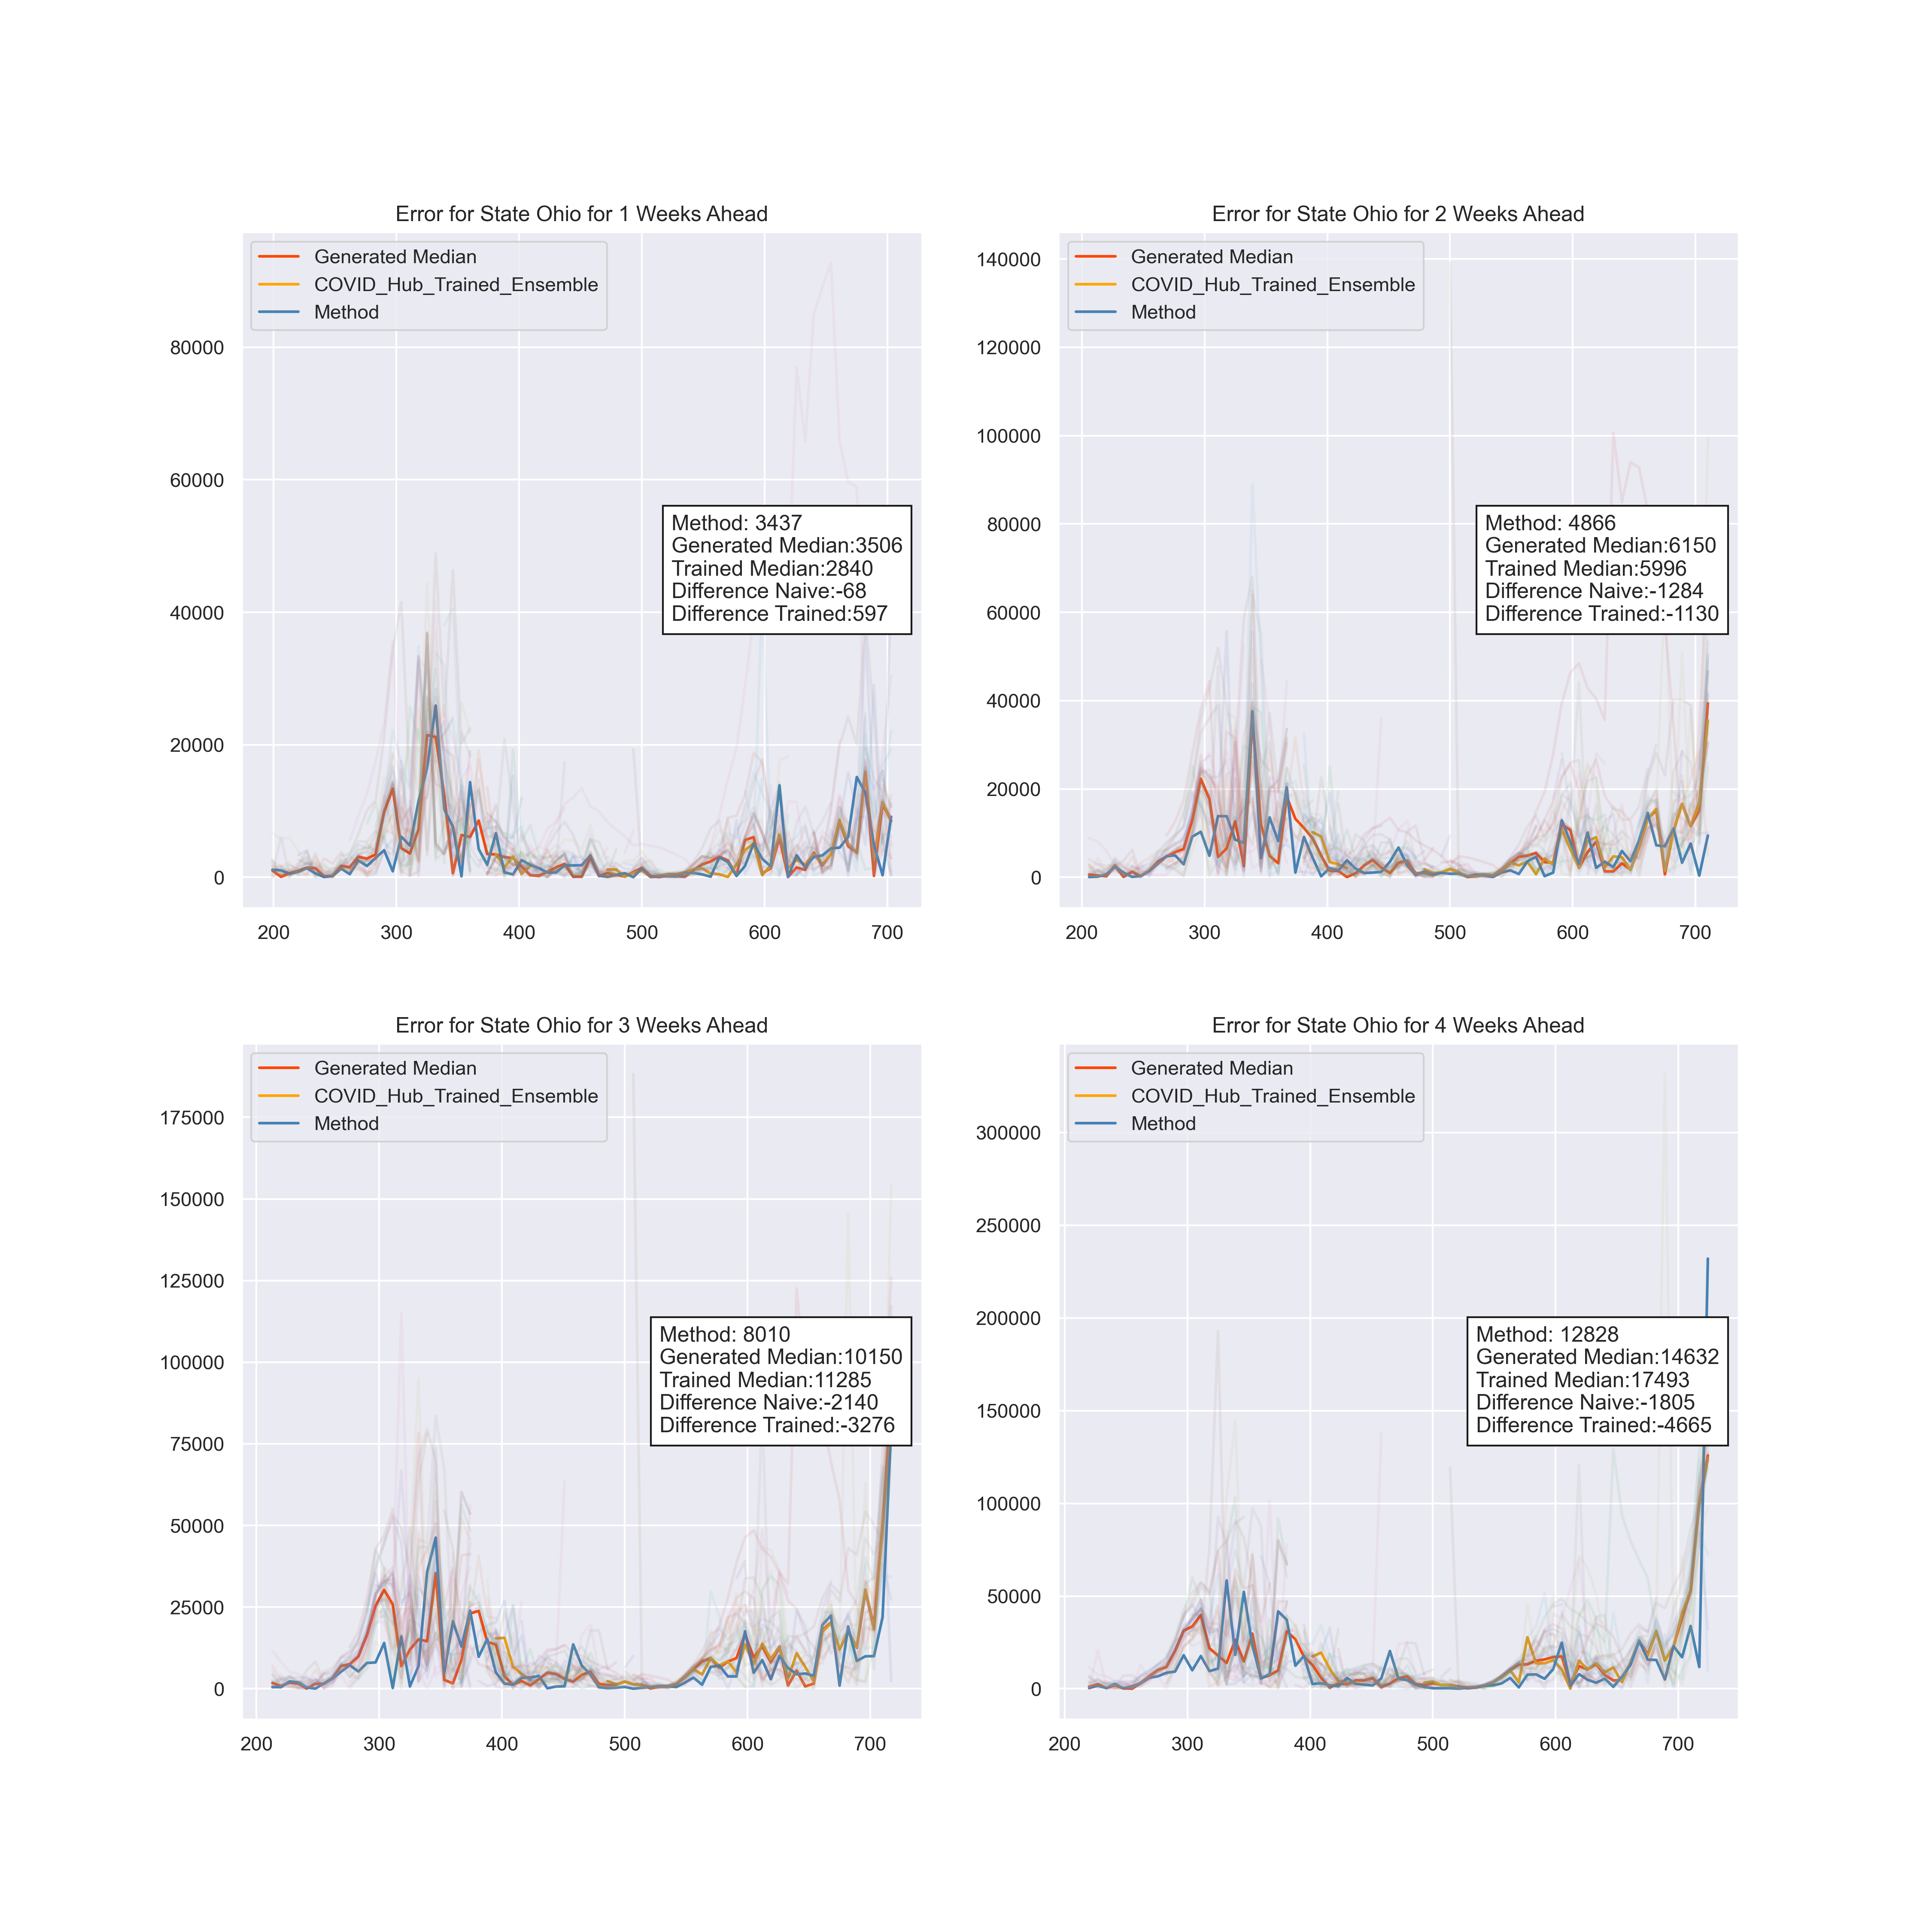 Error for State Ohio for 1 Weeks Ahead
Generated Median
COVID_Hub_Trained_Ensemble
Method
80000
60000
40000
20000
0
Method: 3437
Generated Median:3506
Trained Median:2840
Difference Naive:-68
Difference Trained:597
200 300 400 500 600 700
Error for State Ohio for 2 Weeks Ahead
Generated Median
COVID_Hub_Trained_Ensemble
Method
140000
120000
100000
80000
60000
40000
20000
0
Method: 4866
Generated Median:6150
Trained Median:5996
Difference Naive:-1284
Difference Trained:-1130
200 300 400 500 600 700
Error for State Ohio for 3 Weeks Ahead
Generated Median
COVID_Hub_Trained_Ensemble
Method
175000
150000
125000
100000
75000
50000
25000
0
Method: 8010
Generated Median:10150
Trained Median:11285
Difference Naive:-2140
Difference Trained:-3276
200 300 400 500 600 700
Error for State Ohio for 4 Weeks Ahead
Generated Median
COVID_Hub_Trained_Ensemble
Method
300000
250000
200000
150000
100000
50000
0
Method: 12828
Generated Median:14632
Trained Median:17493
Difference Naive:-1805
Difference Trained:-4665
200 300 400 500 600 700